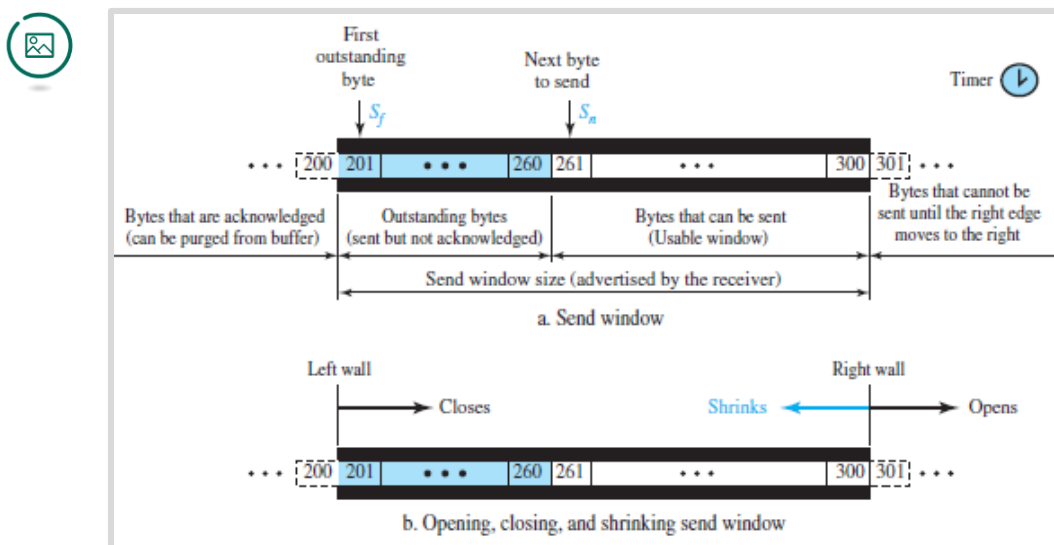 First
outstanding
byte
Next byte
to send
Timer
Sf
Sn
• • • 200 201 • • • 260 261 • • • 300 301 • • •
Bytes that are acknowledged
(can be purged from buffer)
Outstanding bytes
(sent but not acknowledged)
Bytes that can be sent
(Usable window)
Bytes that cannot be
sent until the right edge
moves to the right
Send window size (advertised by the receiver)
a. Send window
Left wall
Right wall
Closes
Shrinks
Opens
• • • 200 201 • • • 260 261 • • • 300 301 • • •
b. Opening, closing, and shrinking send window